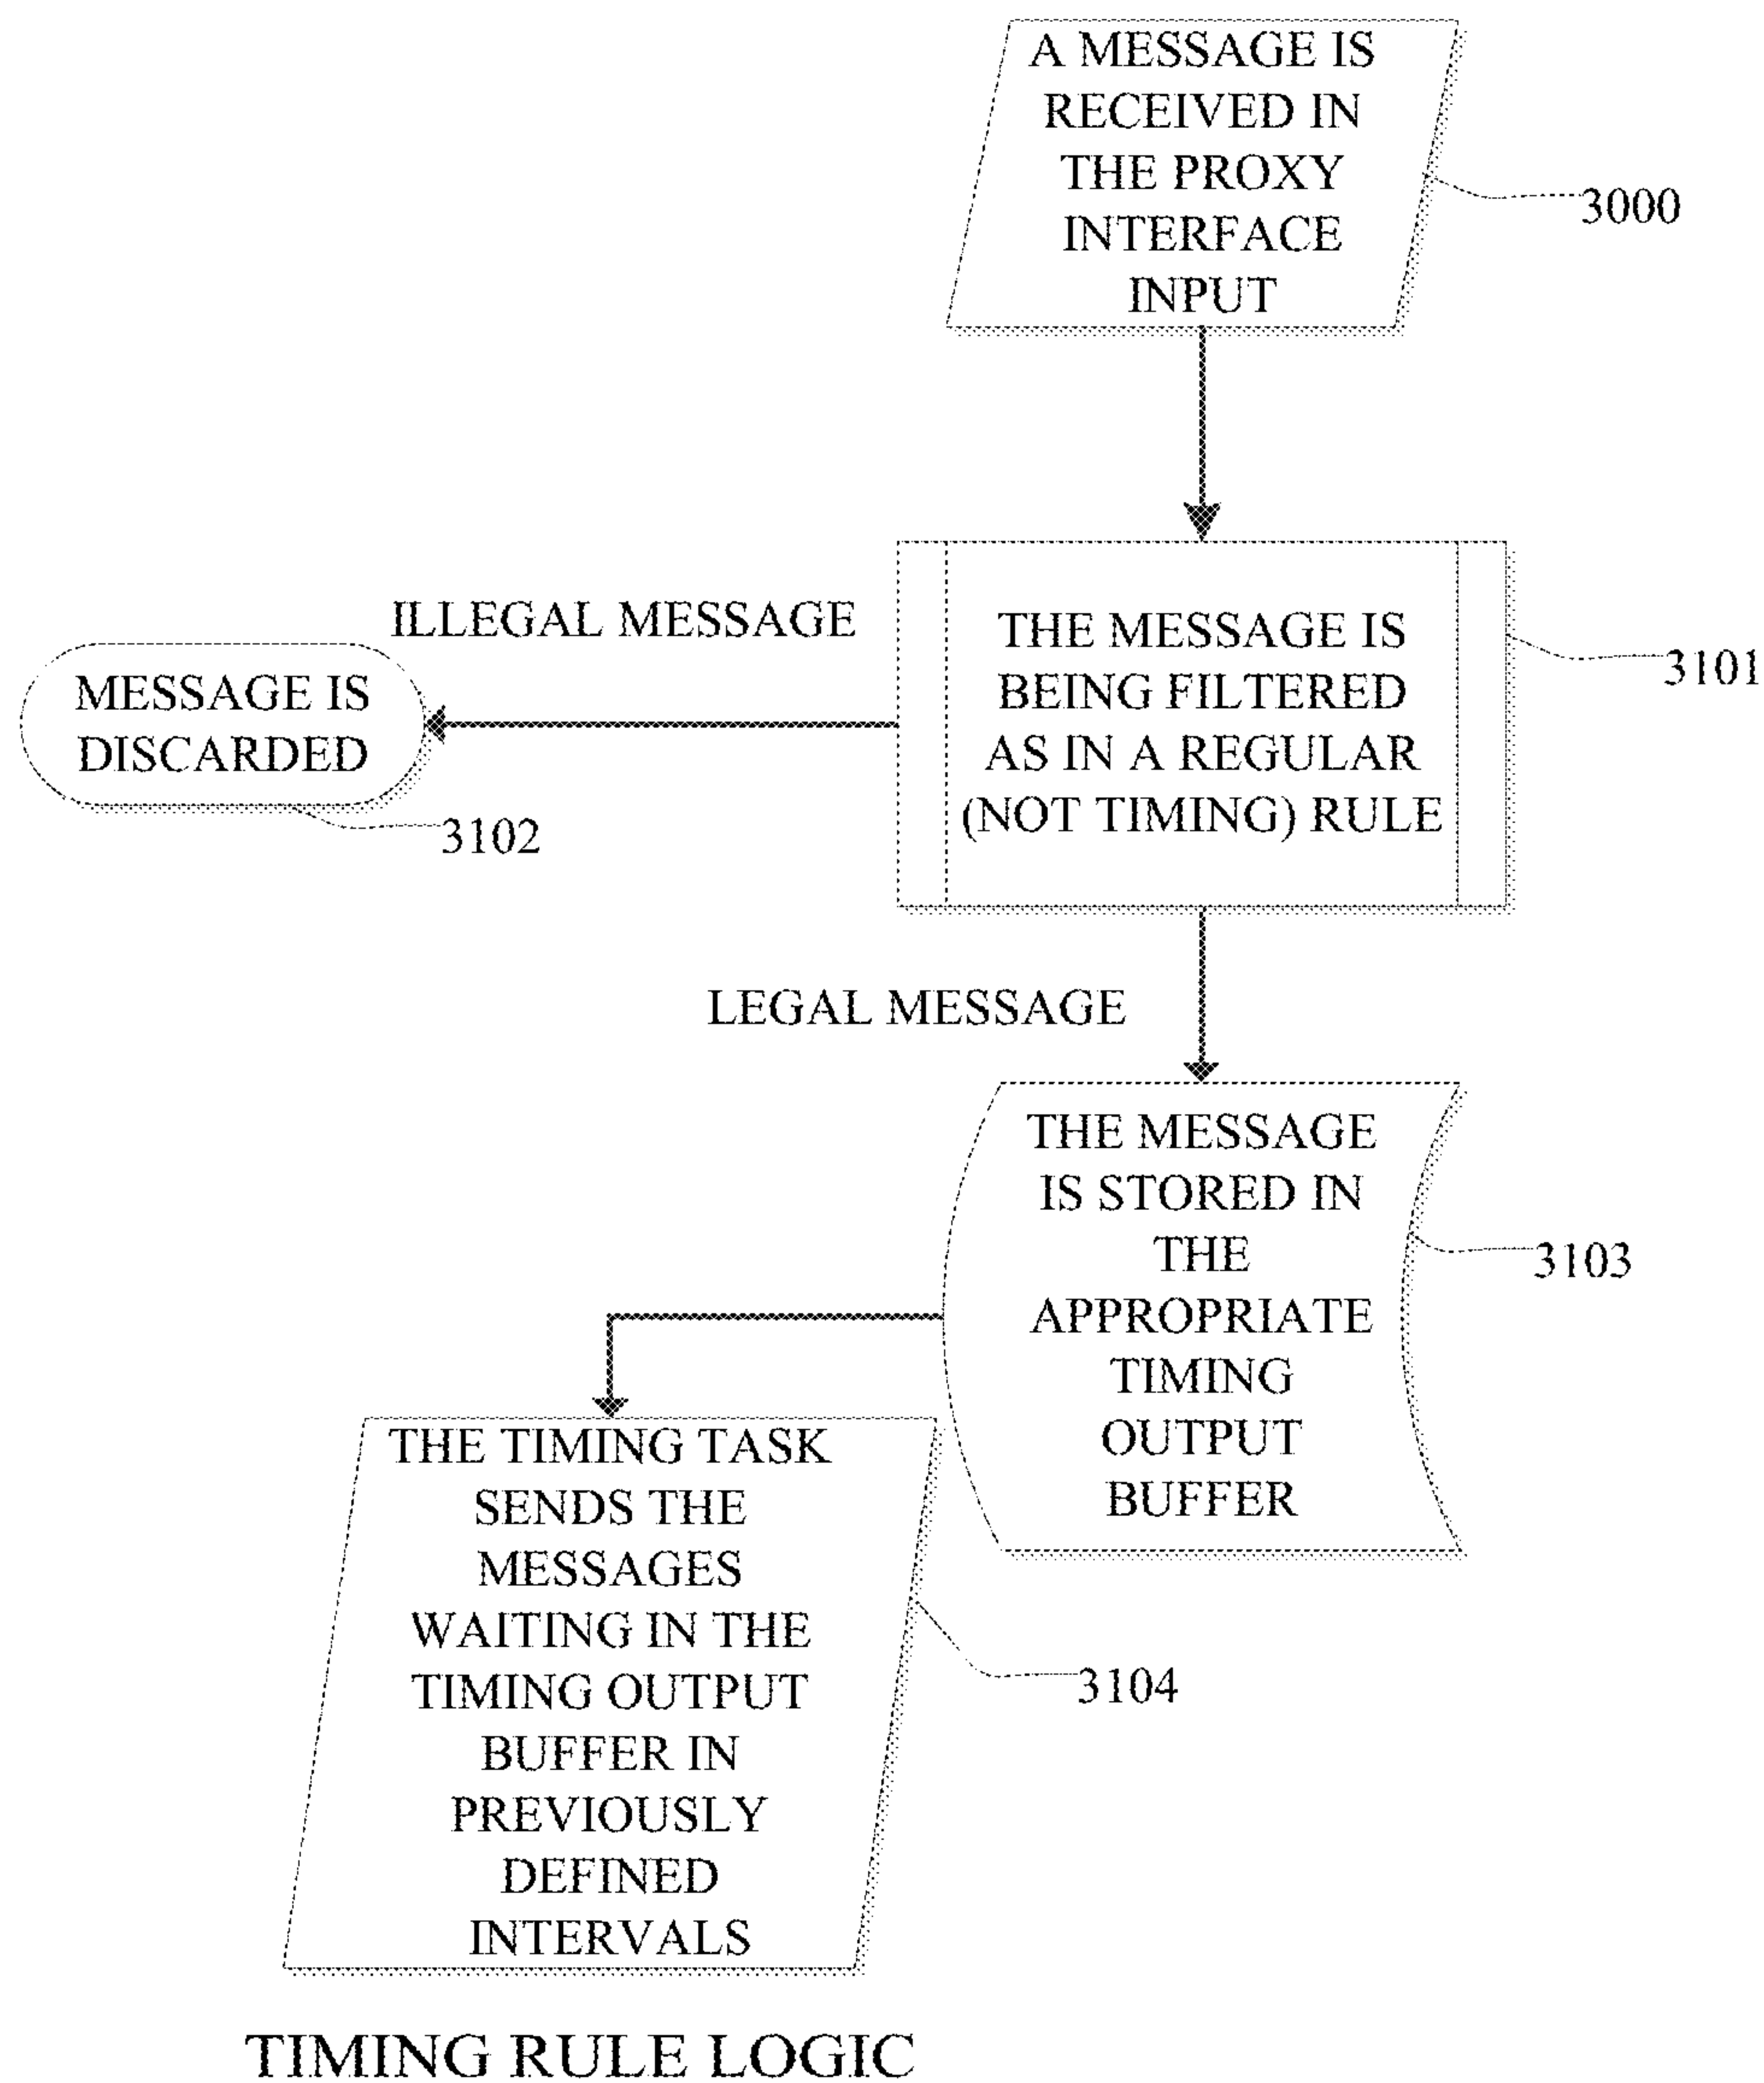 A MESSAGE IS
RECEIVED IN
THE PROXY
INTERFACE
INPUT
3000
ILLEGAL MESSAGE
THE MESSAGE IS
BEING FILTERED
AS IN A REGULAR
(NOT TIMING) RULE
3101
MESSAGE IS
DISCARDED
3102
LEGAL MESSAGE
THE MESSAGE
IS STORED IN
THE
APPROPRIATE
TIMING
OUTPUT
BUFFER
3103
THE TIMING TASK
SENDS THE
MESSAGES
WAITING IN THE
TIMING OUTPUT
BUFFER IN
PREVIOUSLY
DEFINED
INTERVALS
3104
TIMING RULE LOGIC